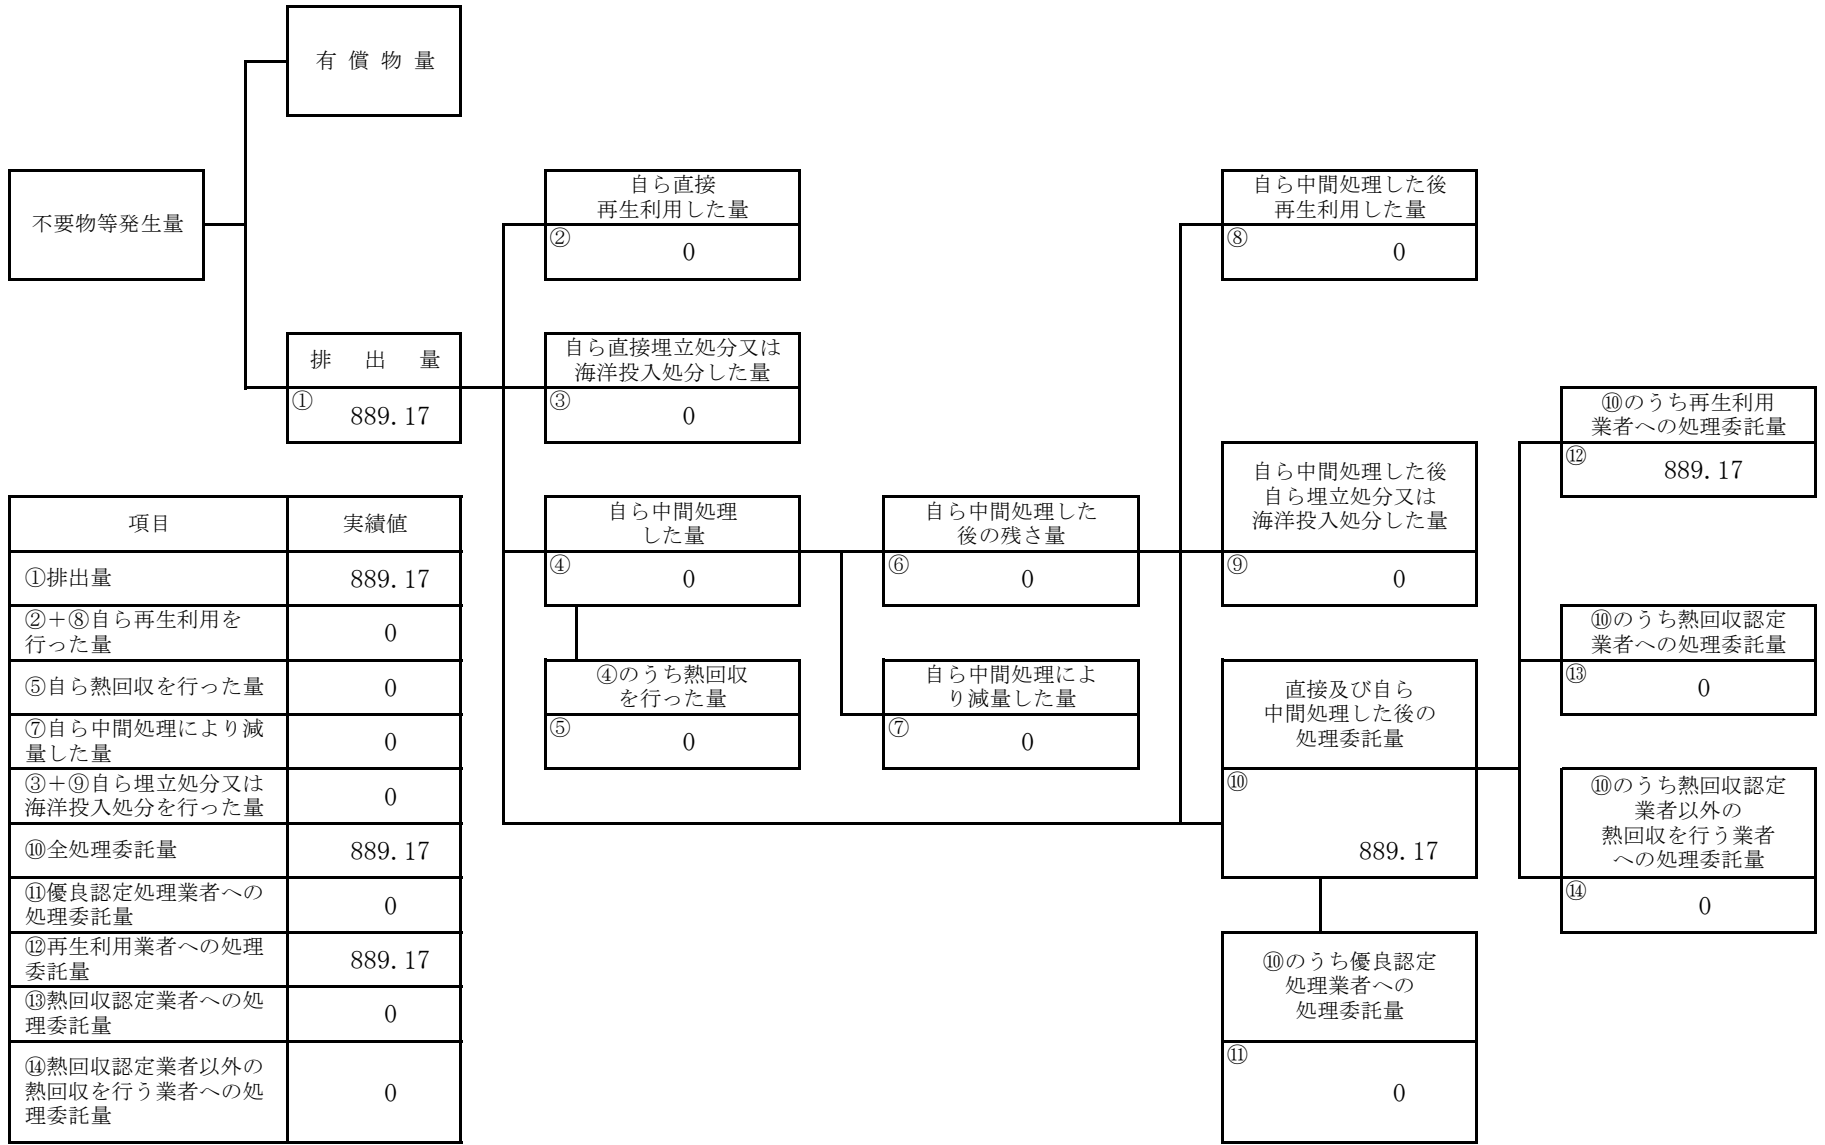 有償物量
不要物等発生量
自ら直接
再生利用した量
②
0
自ら中間処理した後
再生利用した量
⑧
0
排出量
①
889.17
自ら直接埋立処分又は
海洋投入処分した量
③
0
⑩のうち再生利用
業者への処理委託量
⑫
889.17
自ら中間処理
した量
④
0
自ら中間処理した
後の残さ量
⑥
0
自ら中間処理した後
自ら埋立処分又は
海洋投入処分した量
⑨
0
⑩のうち熱回収認定
業者への処理委託量
⑬
0
④のうち熱回収
を行った量
⑤
0
自ら中間処理によ
り減量した量
⑦
0
直接及び自ら
中間処理した後の
処理委託量
⑩
889.17
⑩のうち熱回収認定
業者以外の
熱回収を行う業者
への処理委託量
⑭
0
⑩のうち優良認定
処理業者への
処理委託量
⑪
0
項目 実績値
①排出量 889.17
②＋⑧自ら再生利用を
行った量
0
⑤自ら熱回収を行った量 0
⑦自ら中間処理により減
量した量
0
③＋⑨自ら埋立処分又は
海洋投入処分を行った量
0
⑩全処理委託量 889.17
⑪優良認定処理業者への
処理委託量
0
⑫再生利用業者への処理
委託量
889.17
⑬熱回収認定業者への処
理委託量
0
⑭熱回収認定業者以外の
熱回収を行う業者への処
理委託量
0